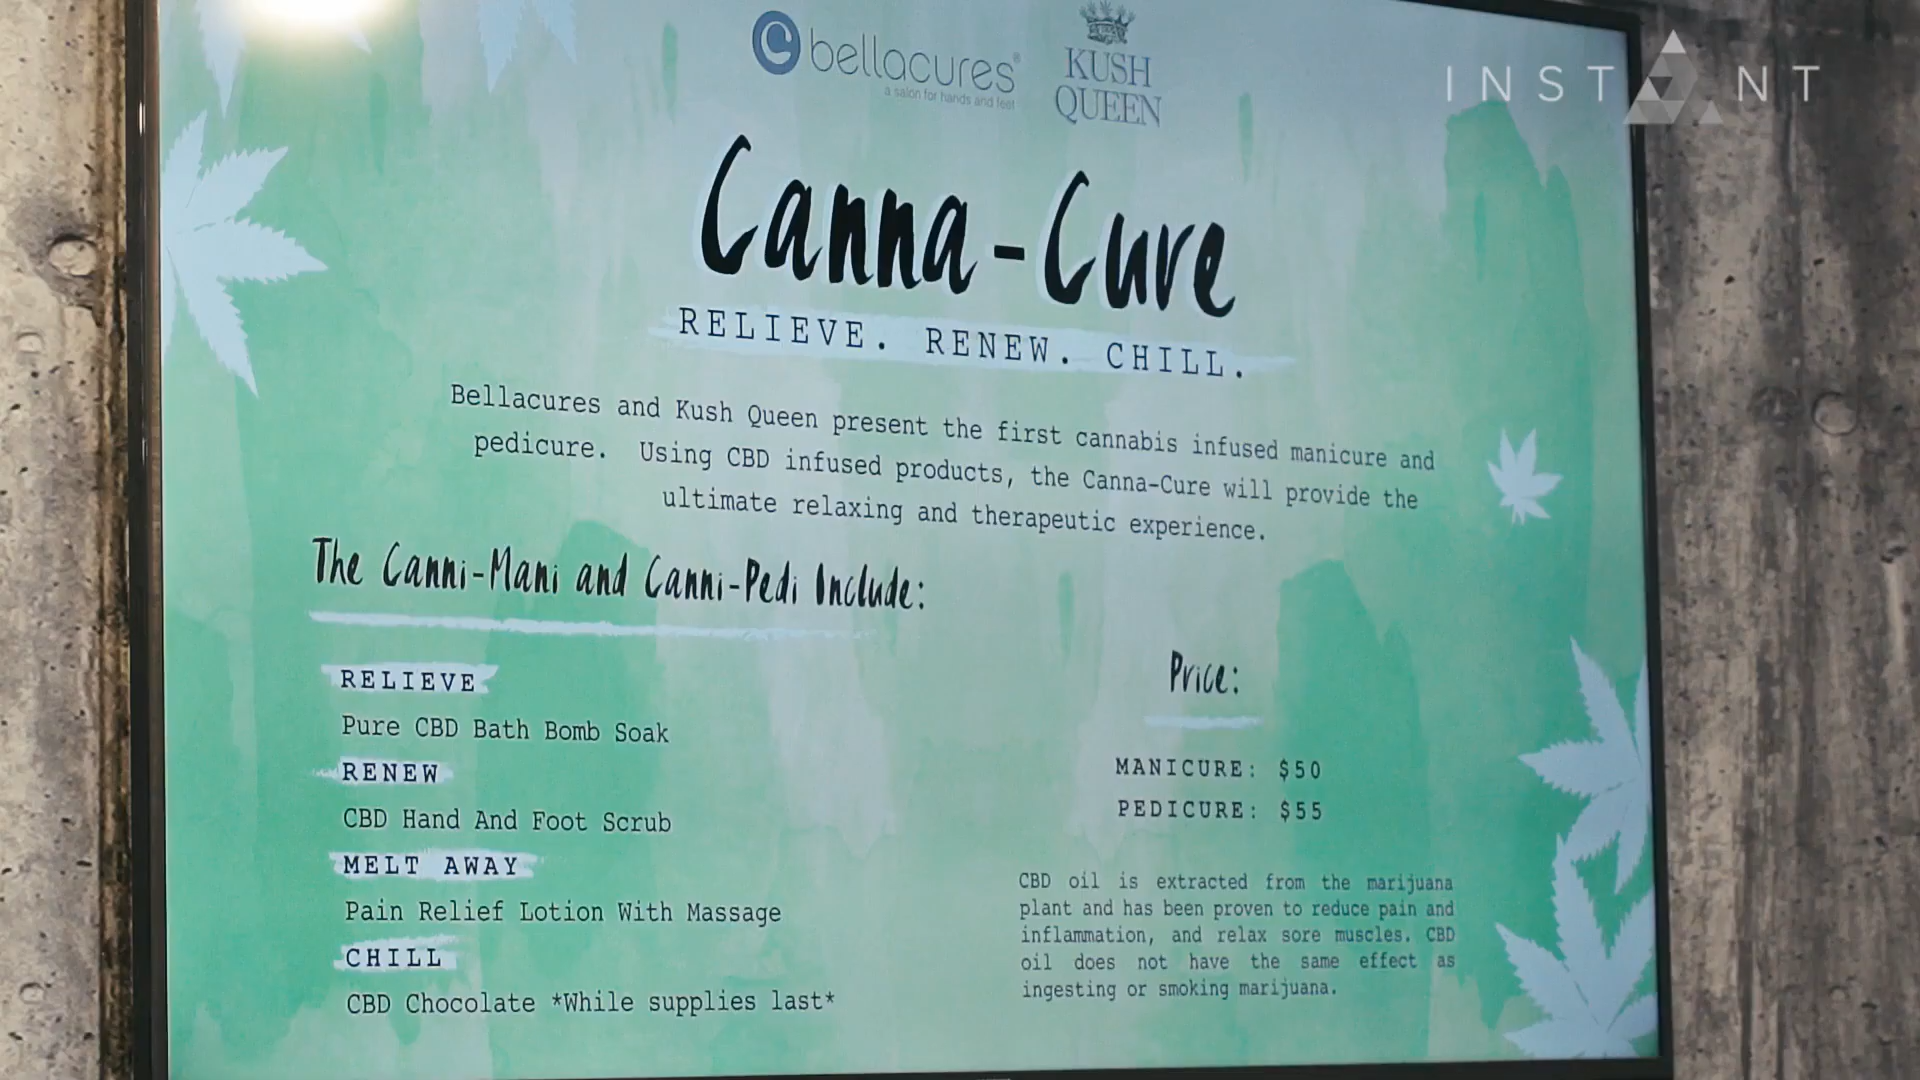 bellacures®
a salon for hands and feet
KUSH
QUEEN
INSTANT
Canna-Cure
RELIEVE. RENEW. CHILL.
Bellacures and Kush Queen present the first cannabis infused manicure and
pedicure. Using CBD infused products, the Canna-Cure will provide the
ultimate relaxing and therapeutic experience.
The Canni-Mani and Canni-Pedi Include:
RELIEVE
Pure CBD Bath Bomb Soak
RENEW
CBD Hand And Foot Scrub
MELT AWAY
Pain Relief Lotion With Massage
CHILL
CBD Chocolate *While supplies last*
Price:
MANICURE: $50
PEDICURE: $55
CBD oil is extracted from the marijuana
plant and has been proven to reduce pain and
inflammation, and relax sore muscles. CBD
oil does not have the same effect as
ingesting or smoking marijuana.